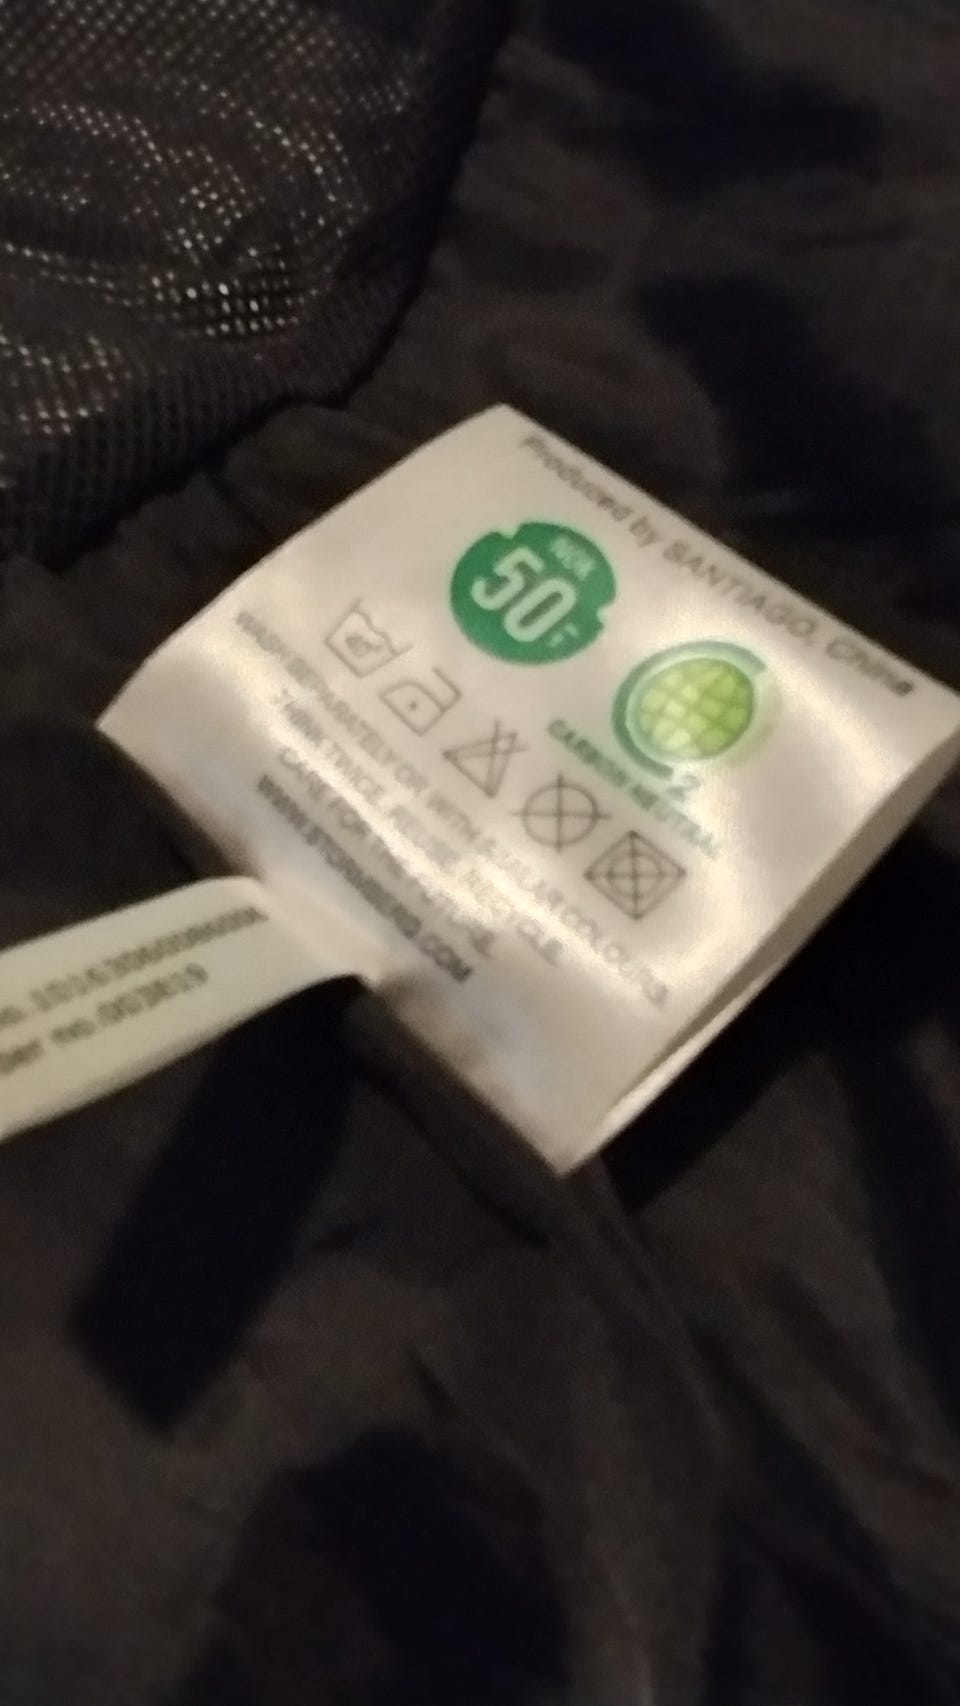 Produced by SANTIAGO, China
NOK
50
CARBON NEUTRAL
WASH SEPARATELY OR WITH SIMILAR COLOURS.
THINK TWICE. REUSE. RECYCLE.
CARE FOR THE FUTURE.
WWW.STORMBERG.COM